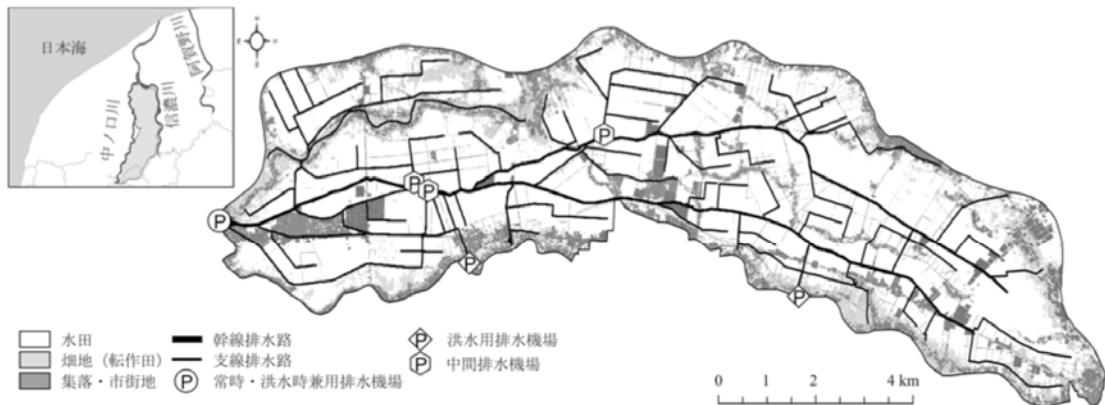 日本海
阿賀野川
信濃川
中ノ口川
P
P
P
P
P
P
水田
畑地（転作田）
集落・市街地
幹線排水路
支線排水路
P 常時・洪水時兼用排水機場
P 洪水用排水機場
P 中間排水機場
0 1 2 4 km